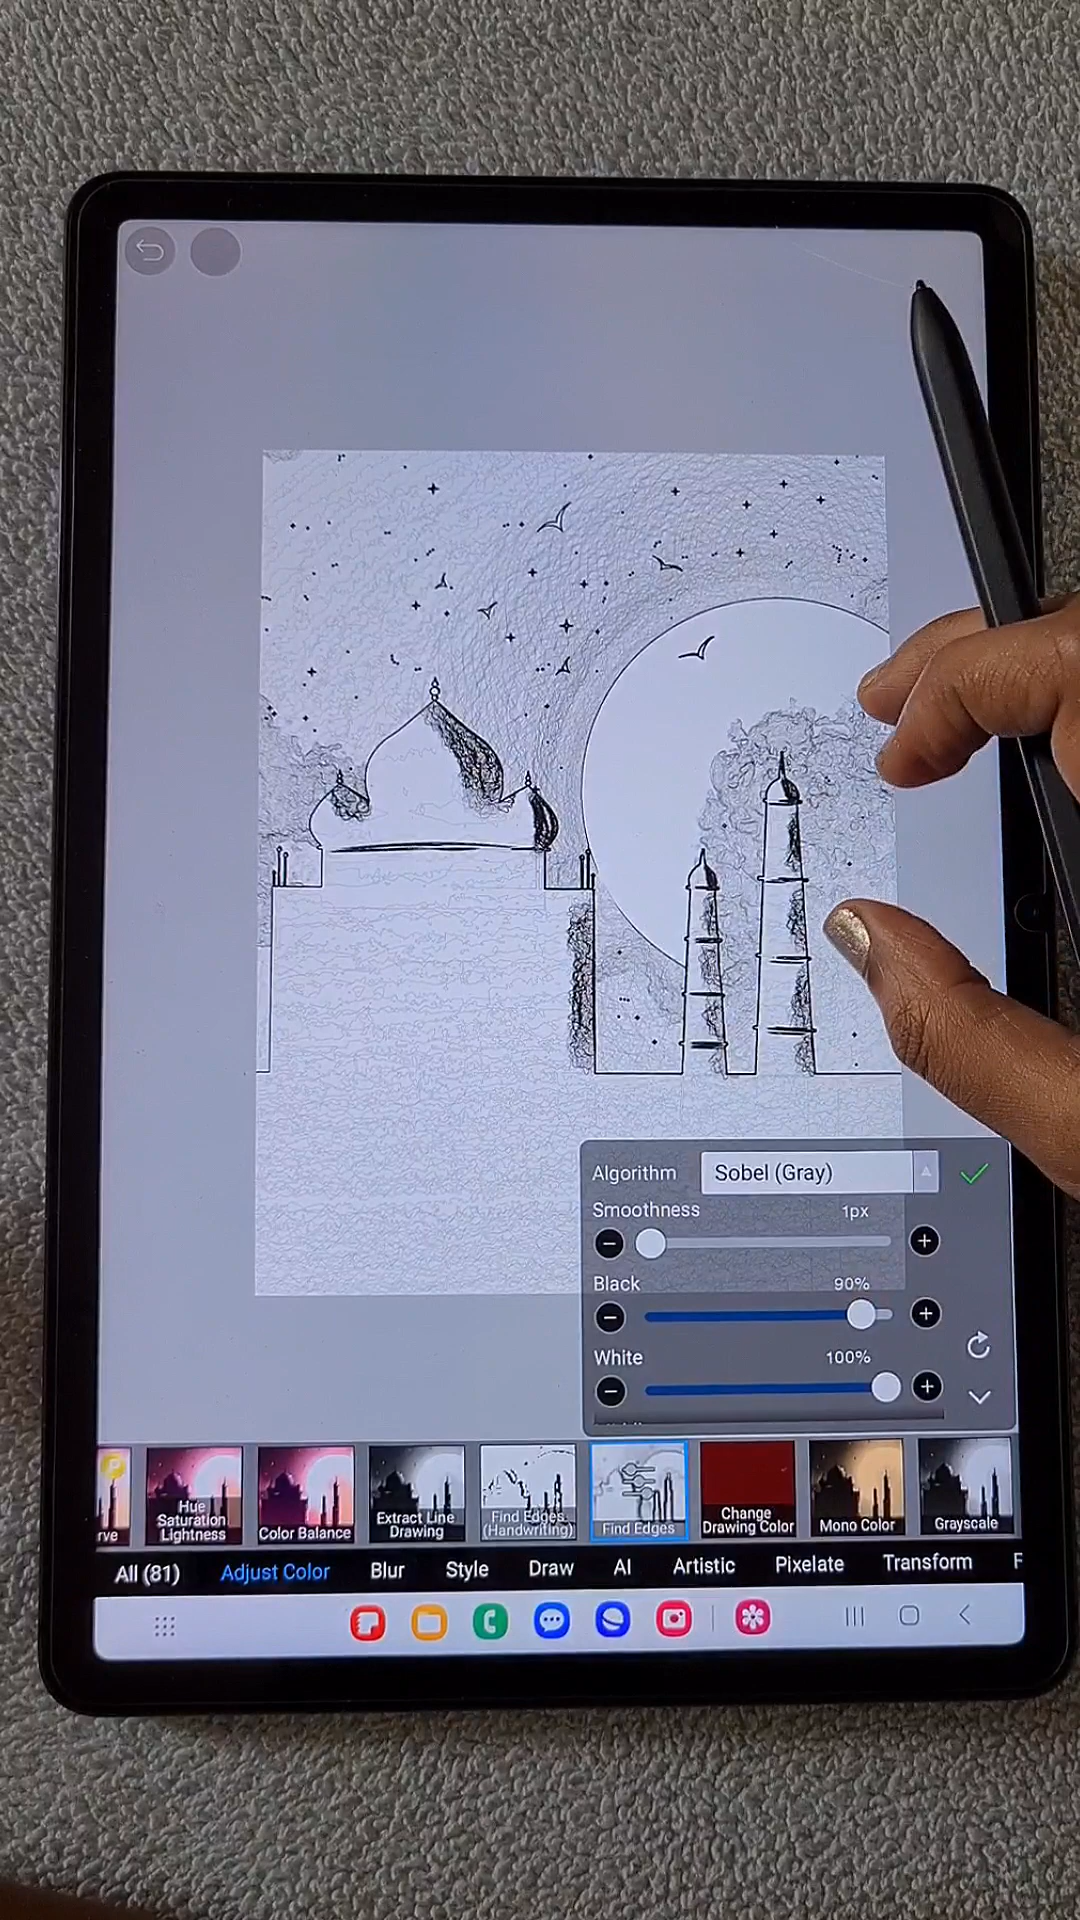 Algorithm Sobel (Gray)
Smoothness 1px
Black 90%
White 100%
rve
Hue
Saturation
Lightness
Color Balance
Extract Line
Drawing
Find Edges
(Handwriting)
Find Edges
Change
Drawing Color
Mono Color
Grayscale
All (81) Adjust Color Blur Style Draw AI Artistic Pixelate Transform F